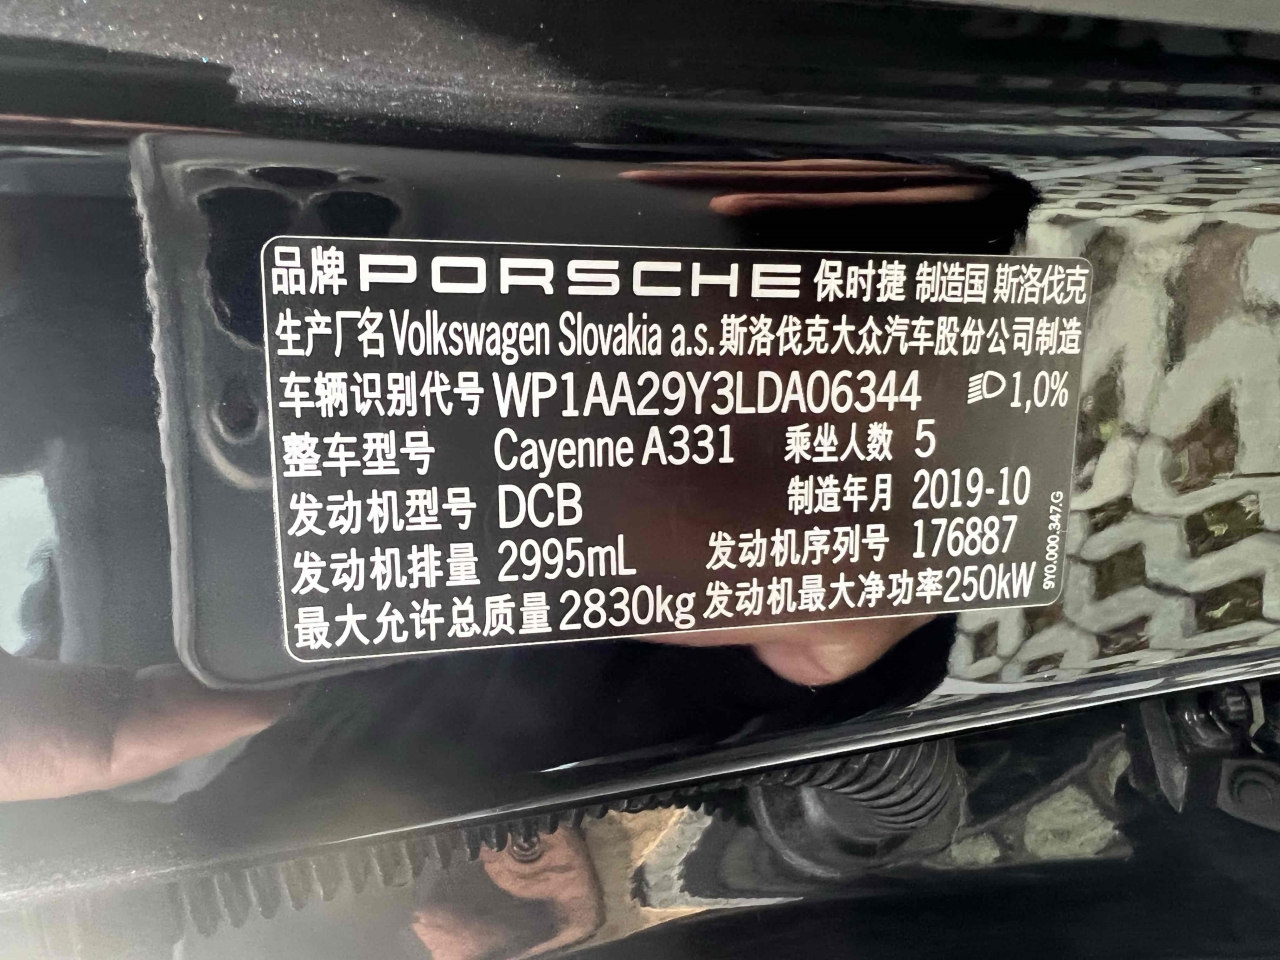 品牌 PORSCHE 保时捷 制造国 斯洛伐克
生产厂名 Volkswagen Slovakia a.s. 斯洛伐克大众汽车股份公司制造
车辆识别代号 WP1AA29Y3LDA06344 1,0%
整车型号 Cayenne A331 乘坐人数 5
发动机型号 DCB 制造年月 2019-10
发动机排量 2995mL 发动机序列号 176887
最大允许总质量 2830kg 发动机最大净功率 250kW
9Y0.000.347.G